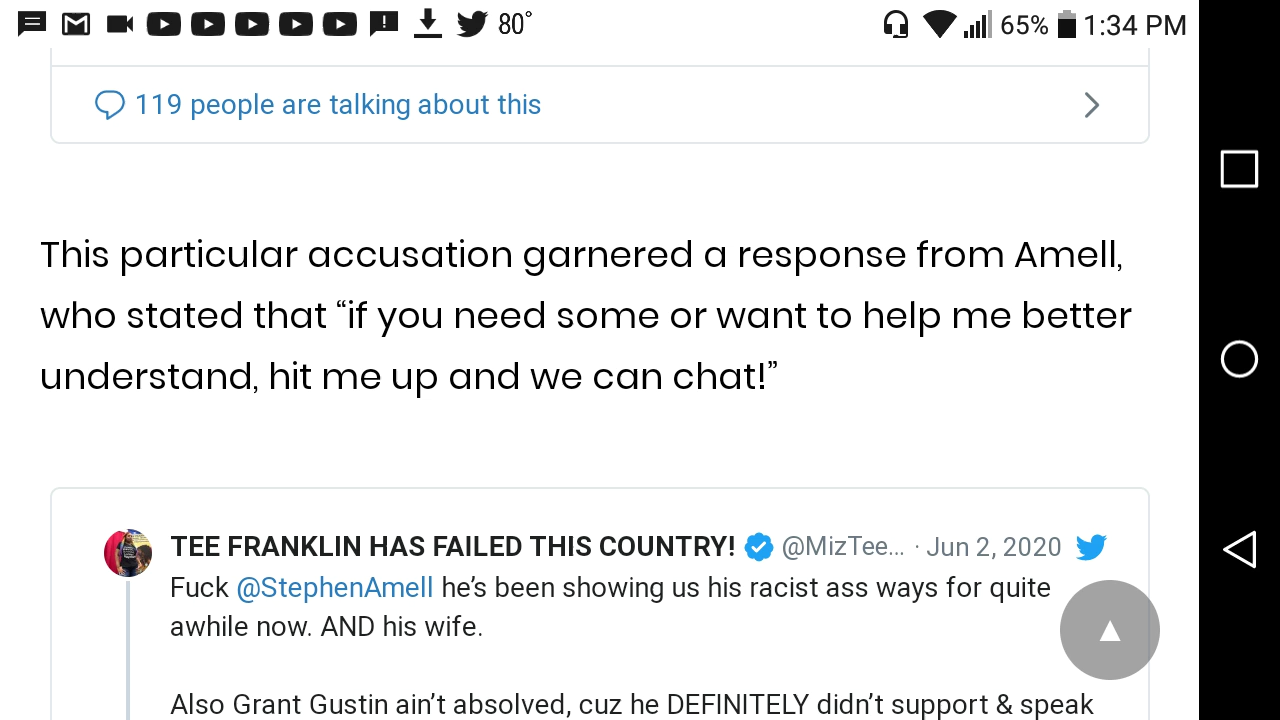 80°
65%
1:34 PM
119 people are talking about this
This particular accusation garnered a response from Amell,
who stated that “if you need some or want to help me better
understand, hit me up and we can chat!”
TEE FRANKLIN HAS FAILED THIS COUNTRY! @MizTee... · Jun 2, 2020
Fuck @StephenAmell he’s been showing us his racist ass ways for quite
awhile now. AND his wife.
Also Grant Gustin ain’t absolved, cuz he DEFINITELY didn’t support & speak